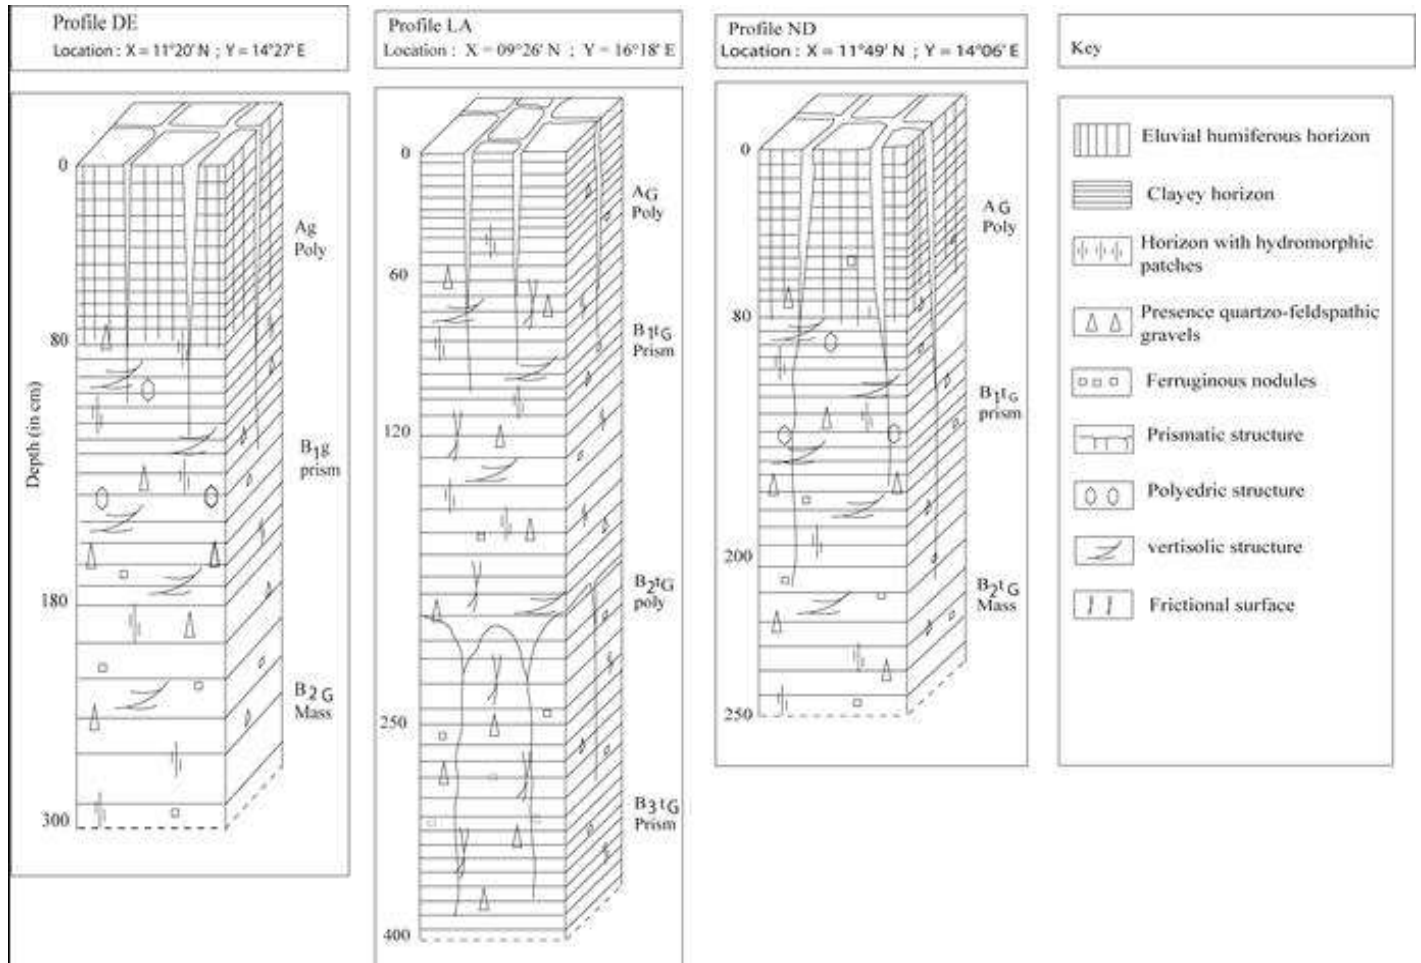 Profile DE
Location : X = 11°20' N ; Y = 14°27' E
Profile LA
Location : X = 09°26' N ; Y = 16°18' E
Profile ND
Location : X = 11°49' N ; Y = 14°06' E
Key
Depth (in cm)
0
80
180
300
Ag
Poly
B1g
prism
B2G
Mass
0
60
120
250
400
AG
Poly
B1tG
Prism
B2tG
poly
B3tG
Prism
0
80
200
250
AG
Poly
B1tG
prism
B2tG
Mass
Eluvial humiferous horizon
Clayey horizon
Horizon with hydromorphic
patches
Presence quartzo-feldspathic
gravels
Ferruginous nodules
Prismatic structure
Polyedric structure
vertisolic structure
Frictional surface